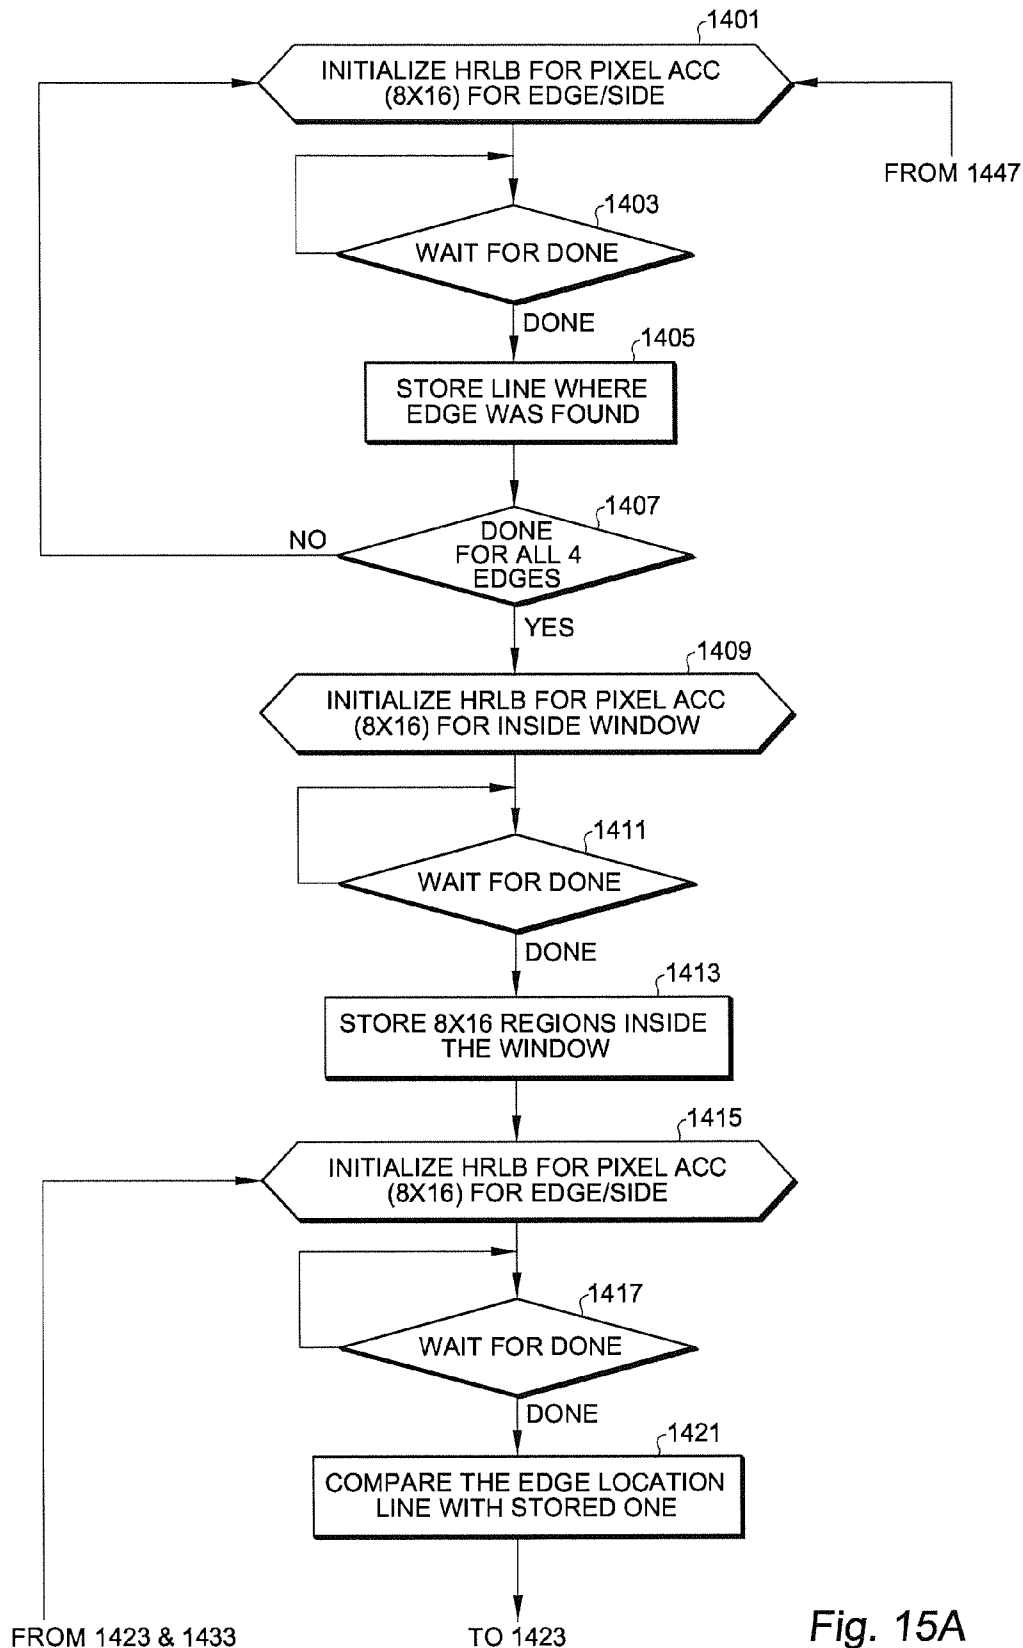 1401
INITIALIZE HRLB FOR PIXEL ACC
(8X16) FOR EDGE/SIDE
FROM 1447
1403
WAIT FOR DONE
DONE
1405
STORE LINE WHERE
EDGE WAS FOUND
1407
NO
DONE
FOR ALL 4
EDGES
YES
1409
INITIALIZE HRLB FOR PIXEL ACC
(8X16) FOR INSIDE WINDOW
1411
WAIT FOR DONE
DONE
1413
STORE 8X16 REGIONS INSIDE
THE WINDOW
1415
INITIALIZE HRLB FOR PIXEL ACC
(8X16) FOR EDGE/SIDE
1417
WAIT FOR DONE
DONE
1421
COMPARE THE EDGE LOCATION
LINE WITH STORED ONE
FROM 1423 & 1433
TO 1423
Fig. 15A